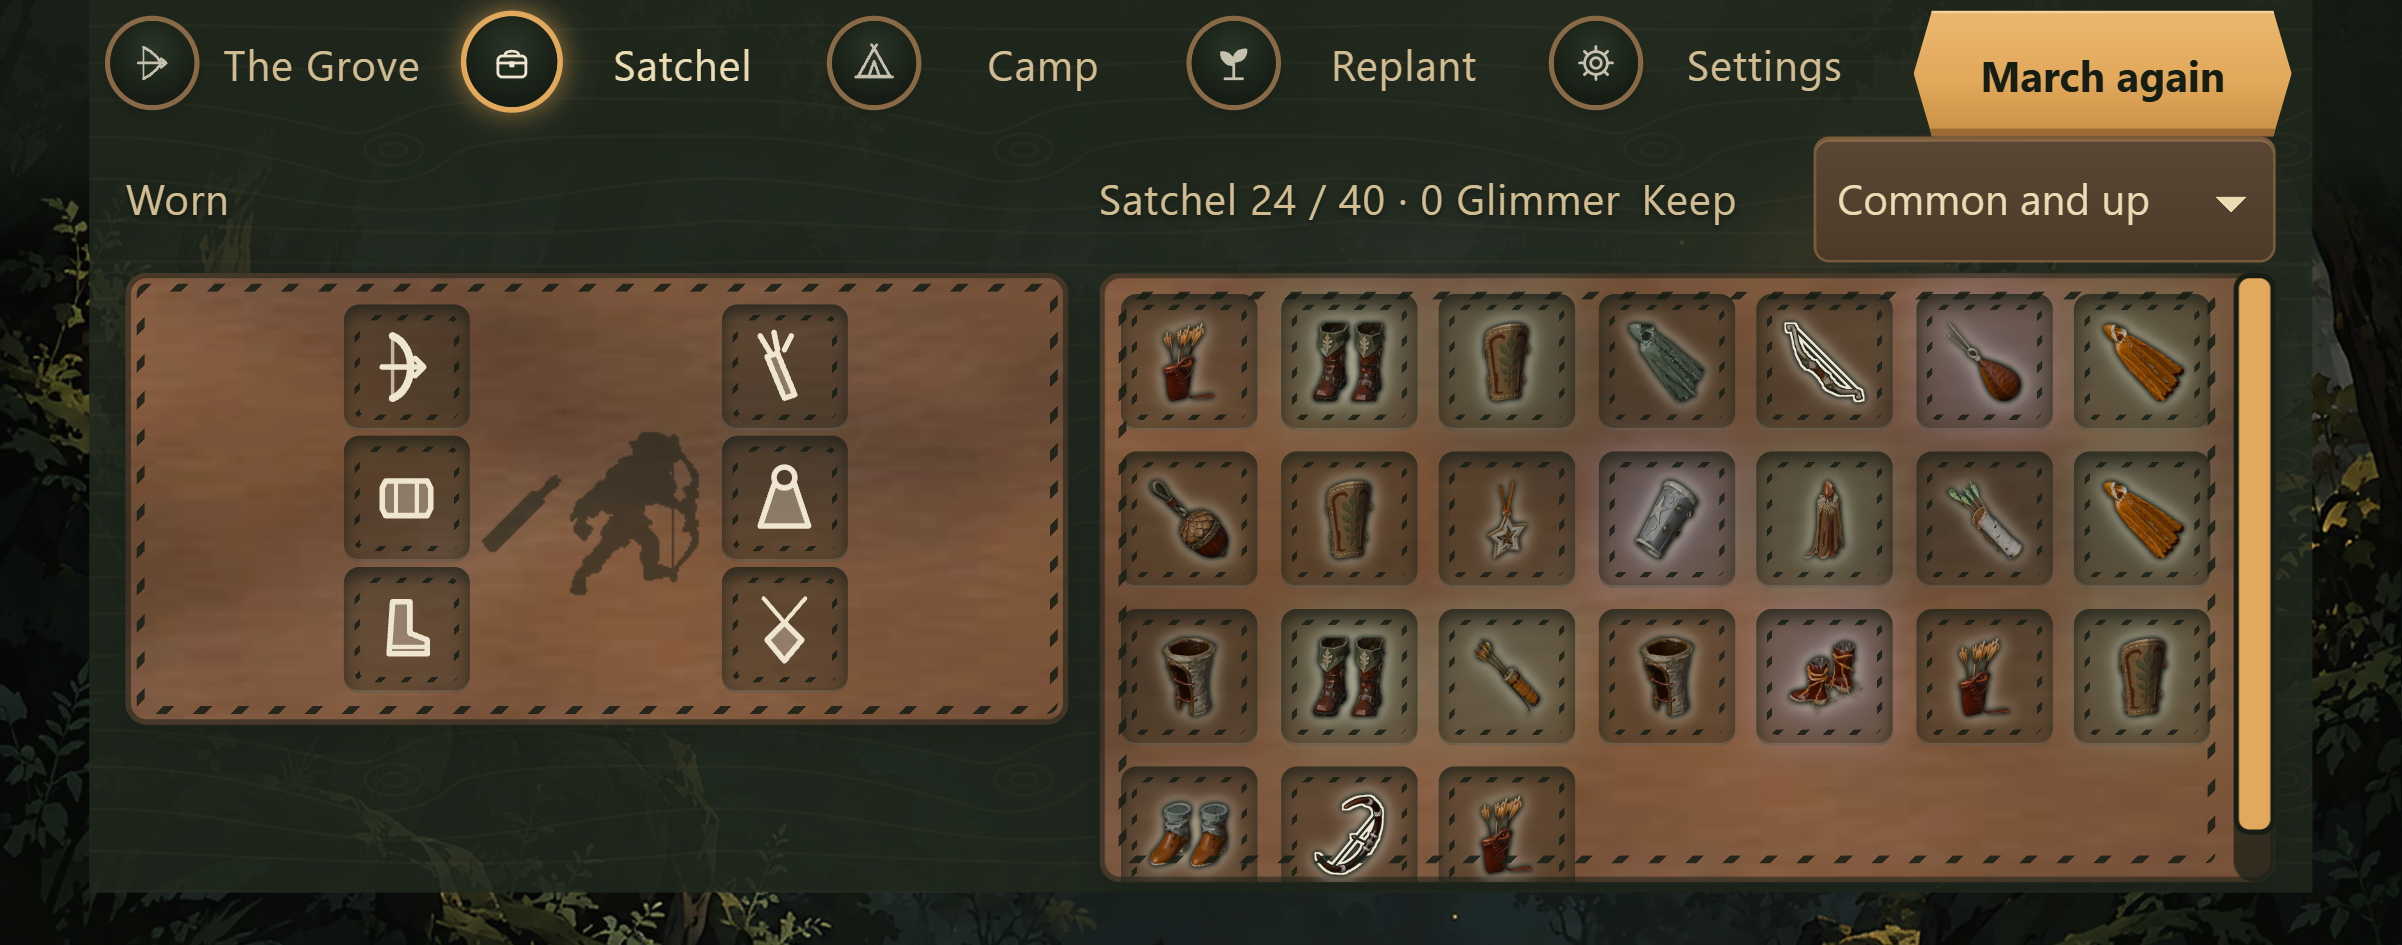 The Grove
Satchel
Camp
Replant
Settings
March again
Worn
Satchel 24 / 40 · 0 Glimmer Keep
Common and up